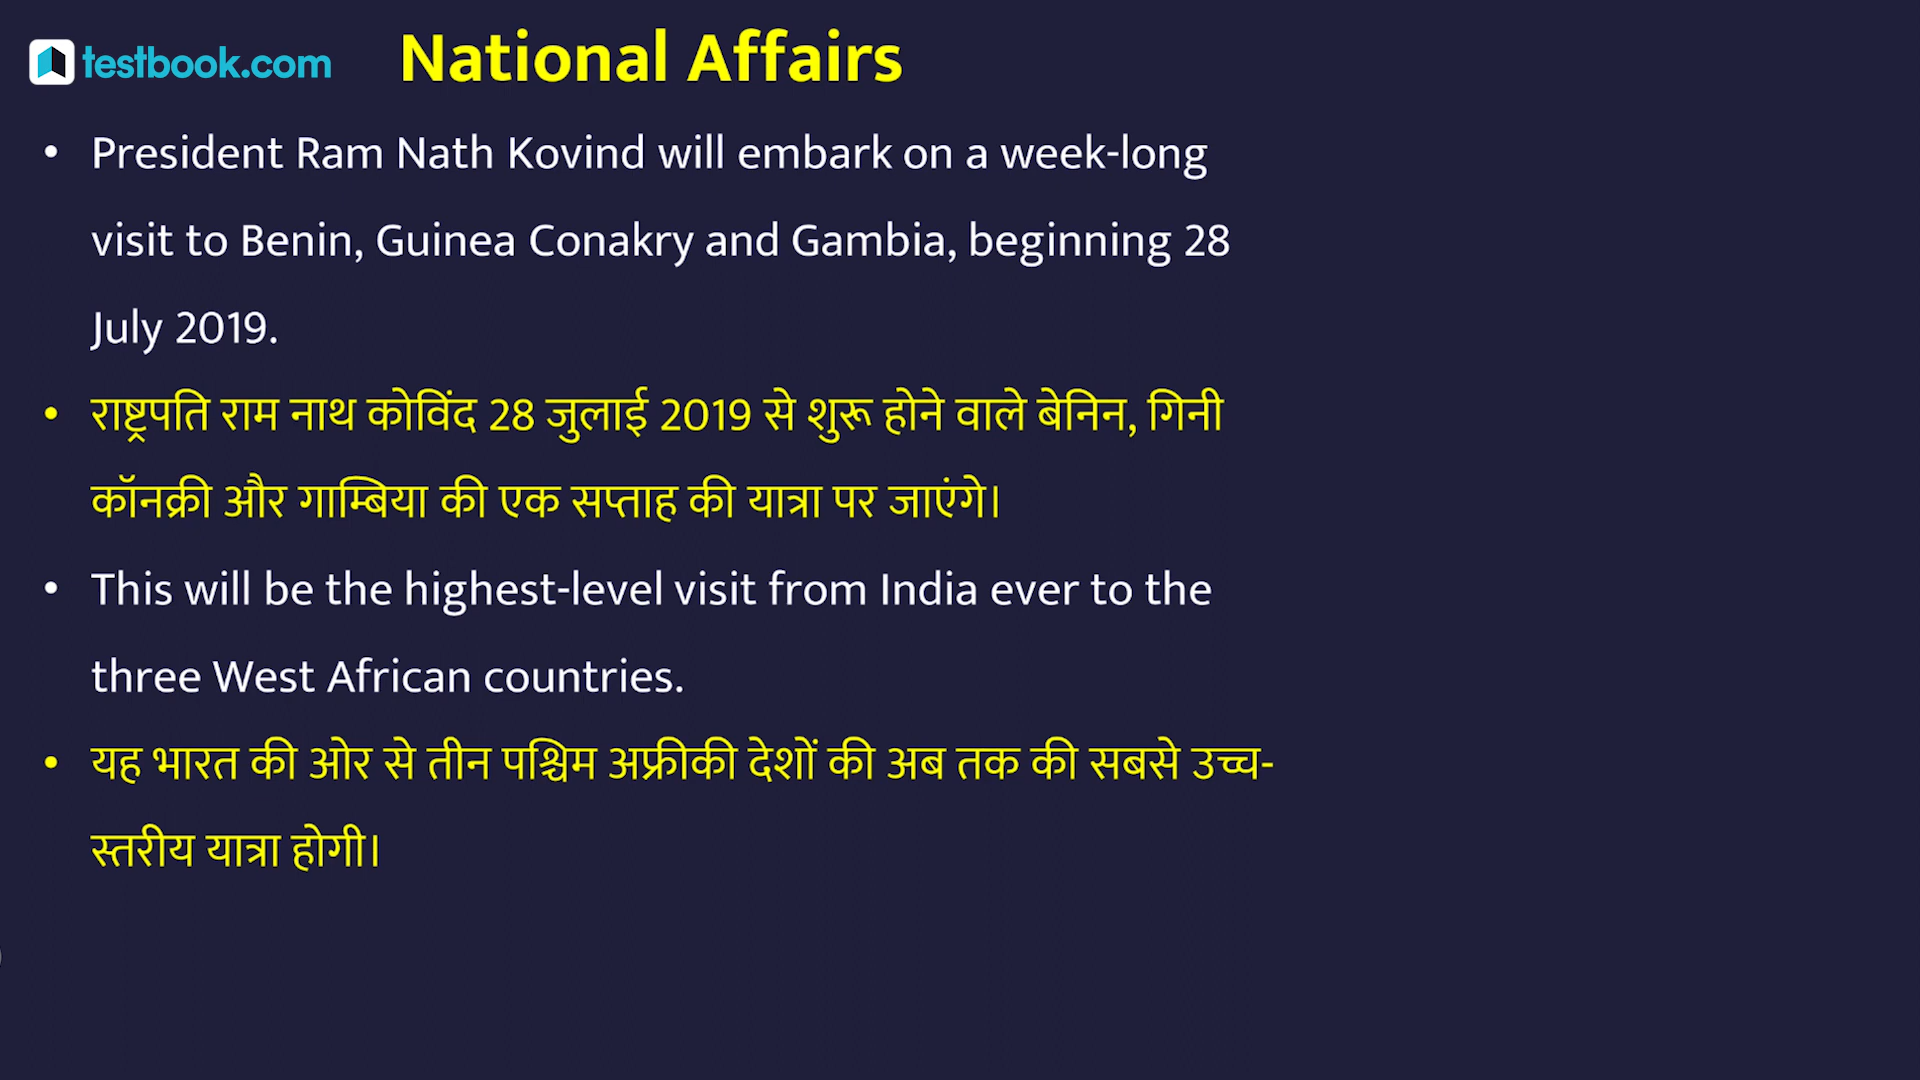 testbook.com
National Affairs
• President Ram Nath Kovind will embark on a week-long
visit to Benin, Guinea Conakry and Gambia, beginning 28
July 2019.
• राष्ट्रपति राम नाथ कोविंद 28 जुलाई 2019 से शुरू होने वाले बेनिन, गिनी
कॉनक्री और गाम्बिया की एक सप्ताह की यात्रा पर जाएंगे।
• This will be the highest-level visit from India ever to the
three West African countries.
• यह भारत की ओर से तीन पश्चिम अफ्रीकी देशों की अब तक की सबसे उच्च-
स्तरीय यात्रा होगी।